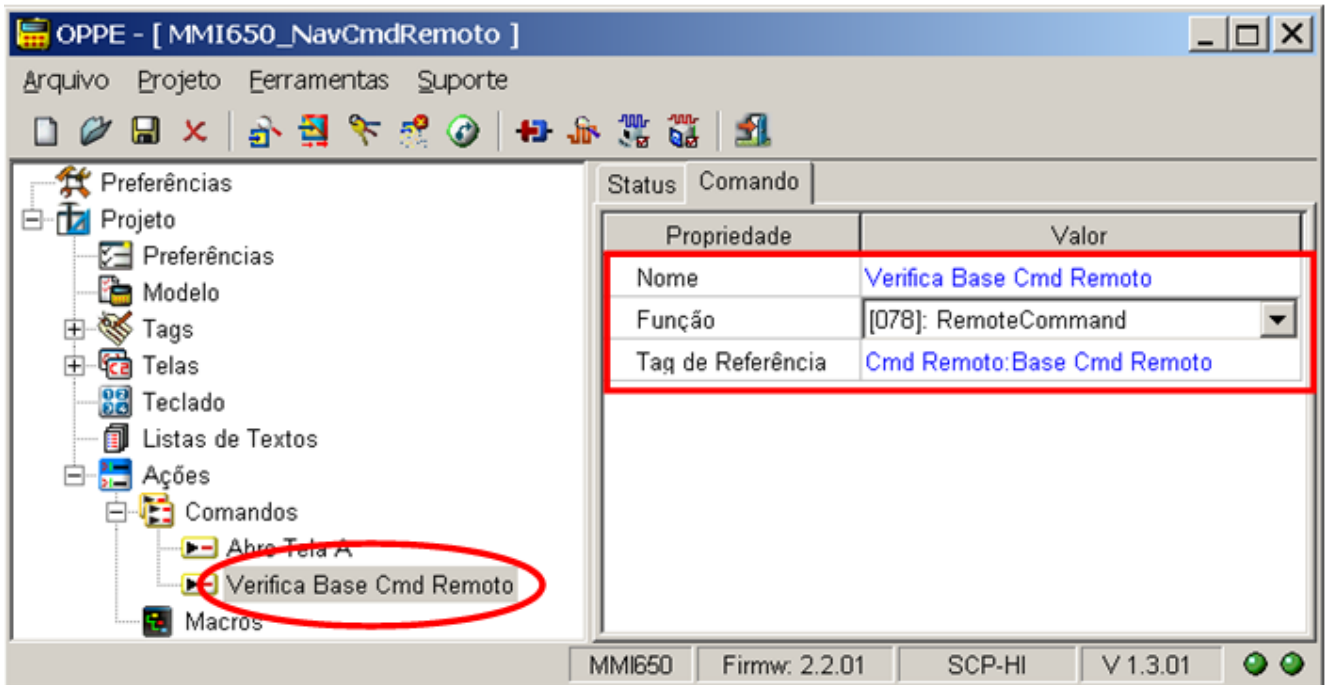 OPPE - [ MMI650_NavCmdRemoto ]
Arquivo Projeto Ferramentas Suporte
Preferências
Projeto
Preferências
Modelo
Tags
Telas
Teclado
Listas de Textos
Ações
Comandos
Abre Tela A
Verifica Base Cmd Remoto
Macros
Status Comando
Propriedade Valor
Nome Verifica Base Cmd Remoto
Função [078]: RemoteCommand
Tag de Referência Cmd Remoto:Base Cmd Remoto
MMI650 Firmw: 2.2.01 SCP-HI V 1.3.01